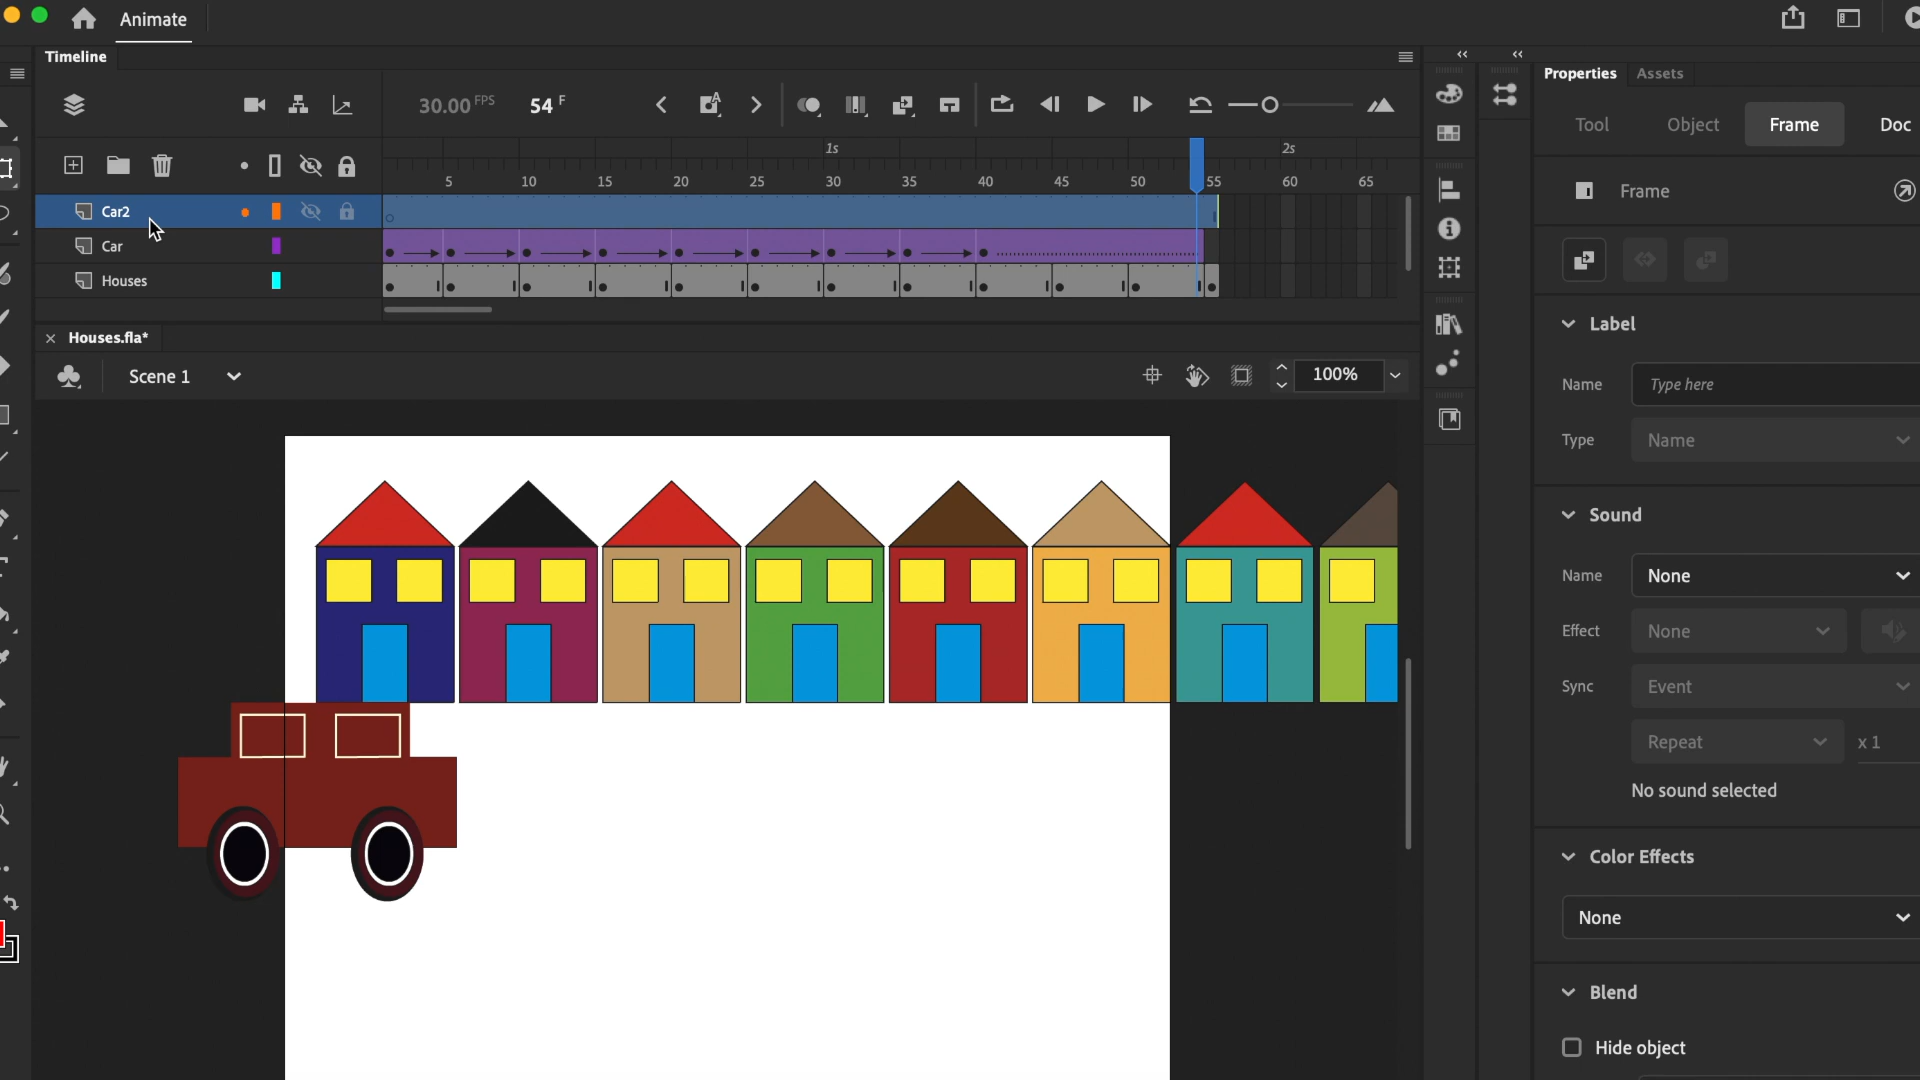 Animate
Timeline
Properties Assets
30.00 FPS 54 F
Tool Object Frame Doc
1s 2s
5 10 15 20 25 30 35 40 45 50 55 60 65
Car2
Car
Houses
Frame
Houses.fla*
Scene 1
100%
Label
Name Type here
Type Name
Sound
Name None
Effect None
Sync Event
Repeat x 1
No sound selected
Color Effects
None
Blend
Hide object